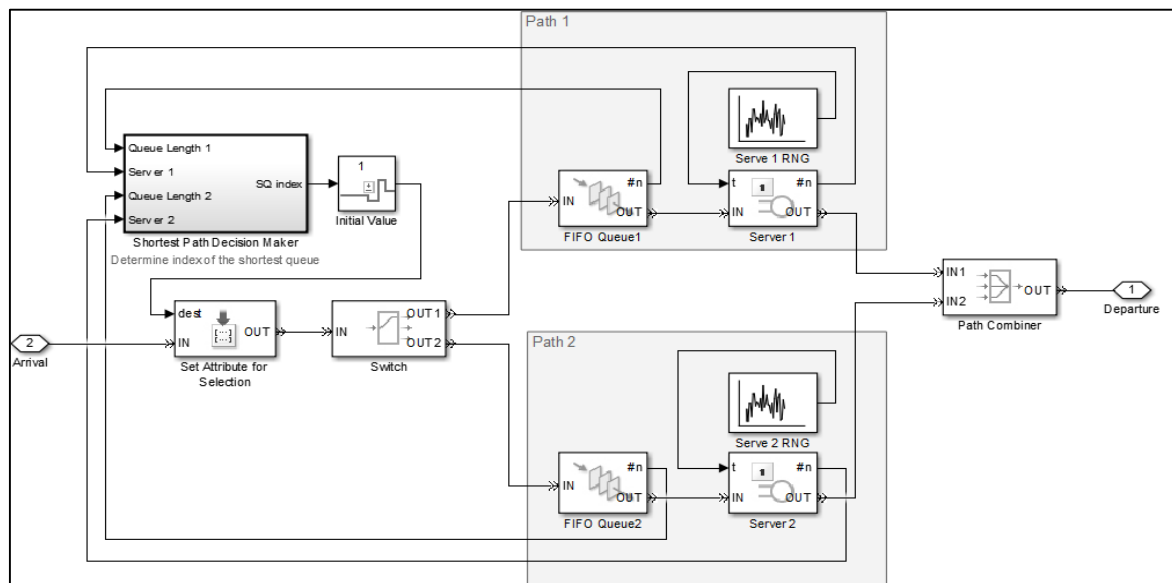 Path 1
Queue Length 1
Server 1
Queue Length 2
Server 2
SQ index
Shortest Path Decision Maker
Determine index of the shortest queue
1
Initial Value
Serve 1 RNG
#n
IN
OUT
FIFO Queue1
t
#n
IN
OUT
Server 1
dest
IN
OUT
Set Attribute for
Selection
2
Arrival
IN
OUT1
OUT2
Switch
IN1
IN2
OUT
Path Combiner
1
Departure
Path 2
Serve 2 RNG
#n
IN
OUT
FIFO Queue2
t
#n
IN
OUT
Server 2